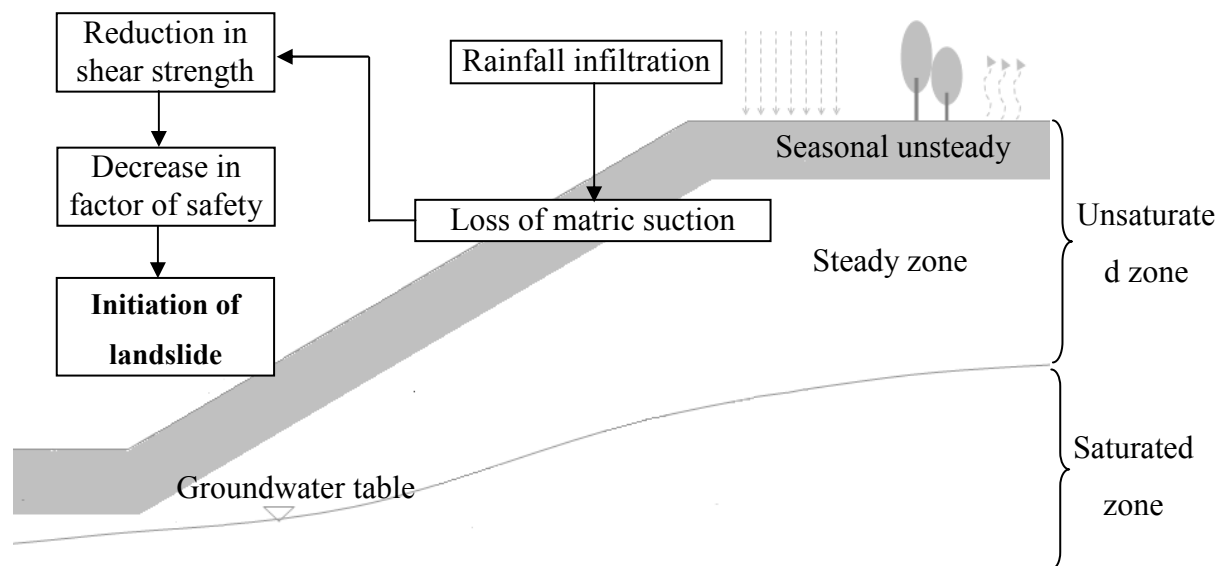 Reduction in
shear strength
Rainfall infiltration
Seasonal unsteady
Decrease in
factor of safety
Loss of matric suction
Unsaturate
d zone
Steady zone
Initiation of
landslide
Saturated
zone
Groundwater table